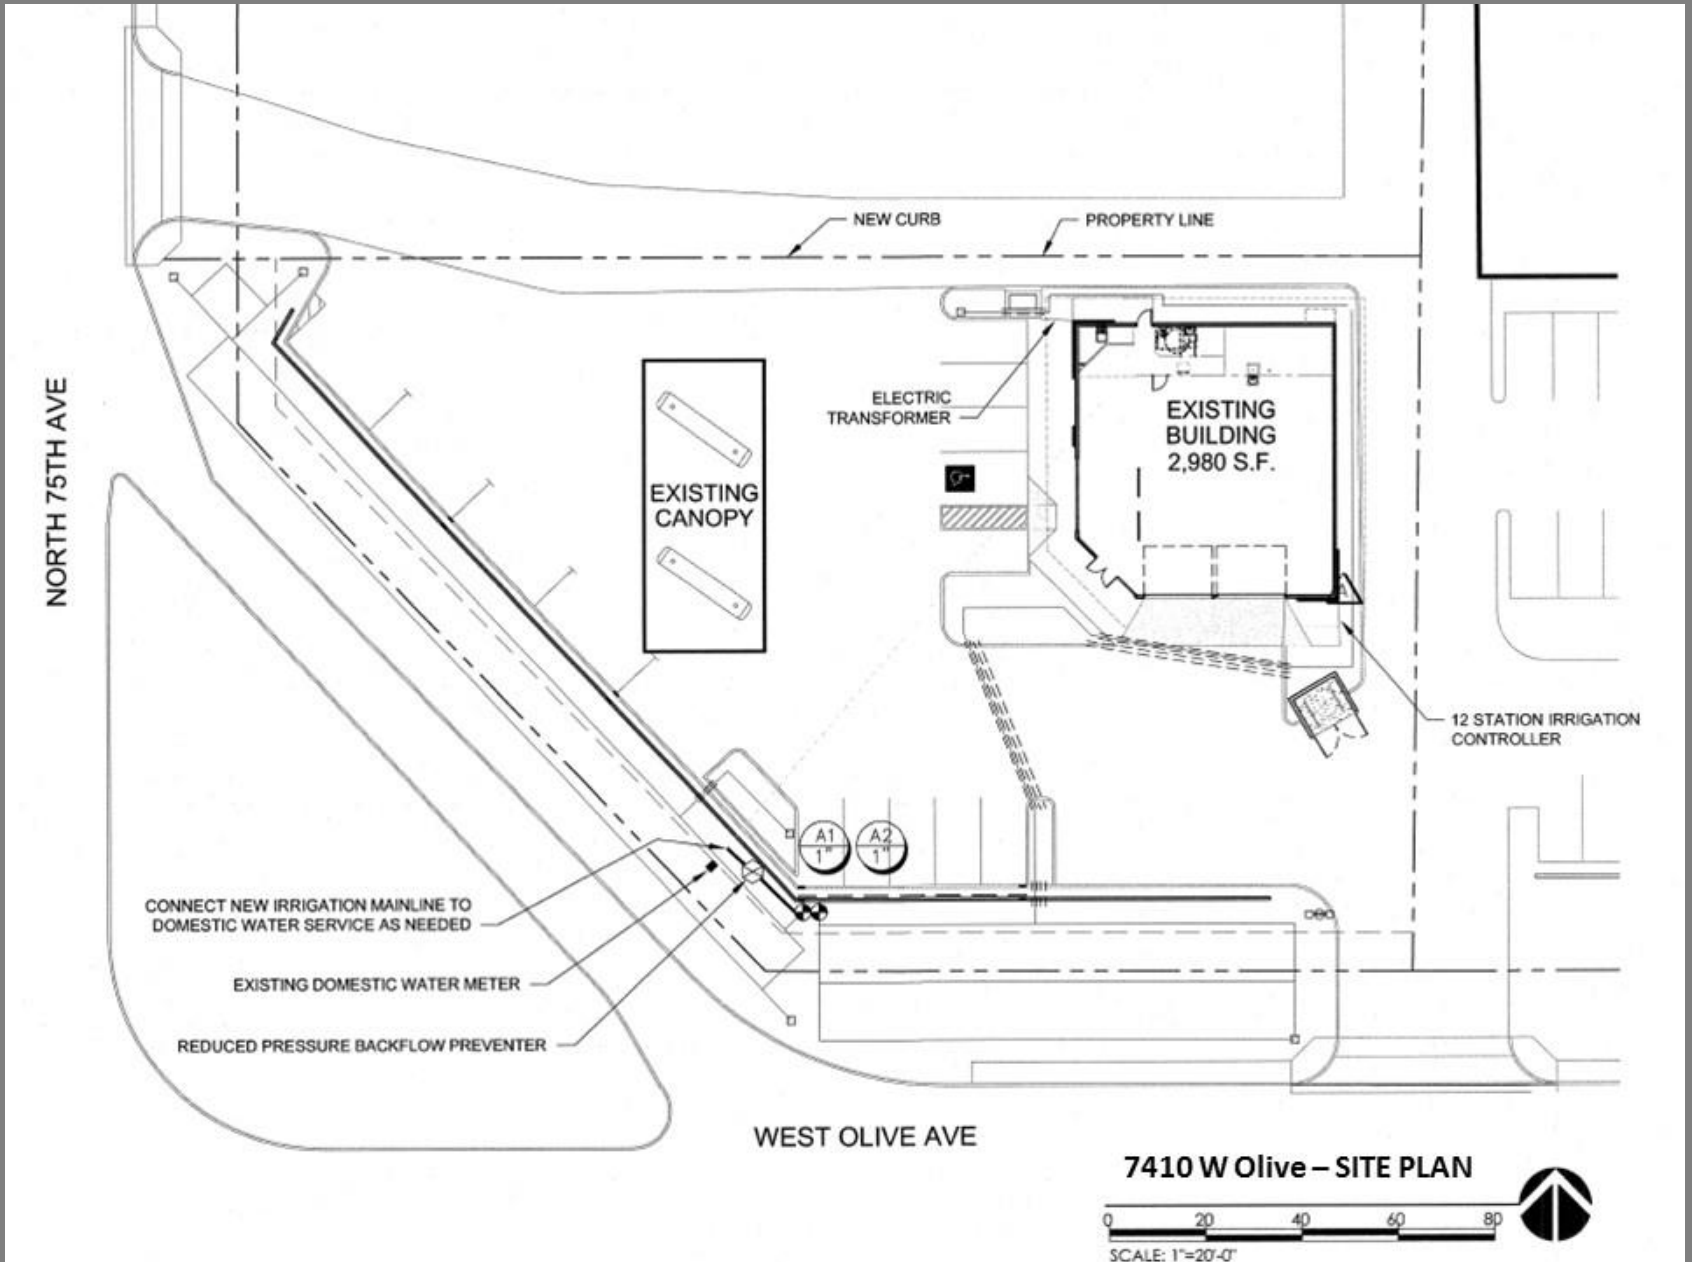 NEW CURB
PROPERTY LINE
NORTH 75TH AVE
ELECTRIC
TRANSFORMER
EXISTING
BUILDING
2,980 S.F.
EXISTING
CANOPY
A
12 STATION IRRIGATION
CONTROLLER
A1
1"
A2
1"
CONNECT NEW IRRIGATION MAINLINE TO
DOMESTIC WATER SERVICE AS NEEDED
EXISTING DOMESTIC WATER METER
REDUCED PRESSURE BACKFLOW PREVENTER
WEST OLIVE AVE
7410 W Olive – SITE PLAN
0 20 40 60 80
SCALE: 1"=20'-0"